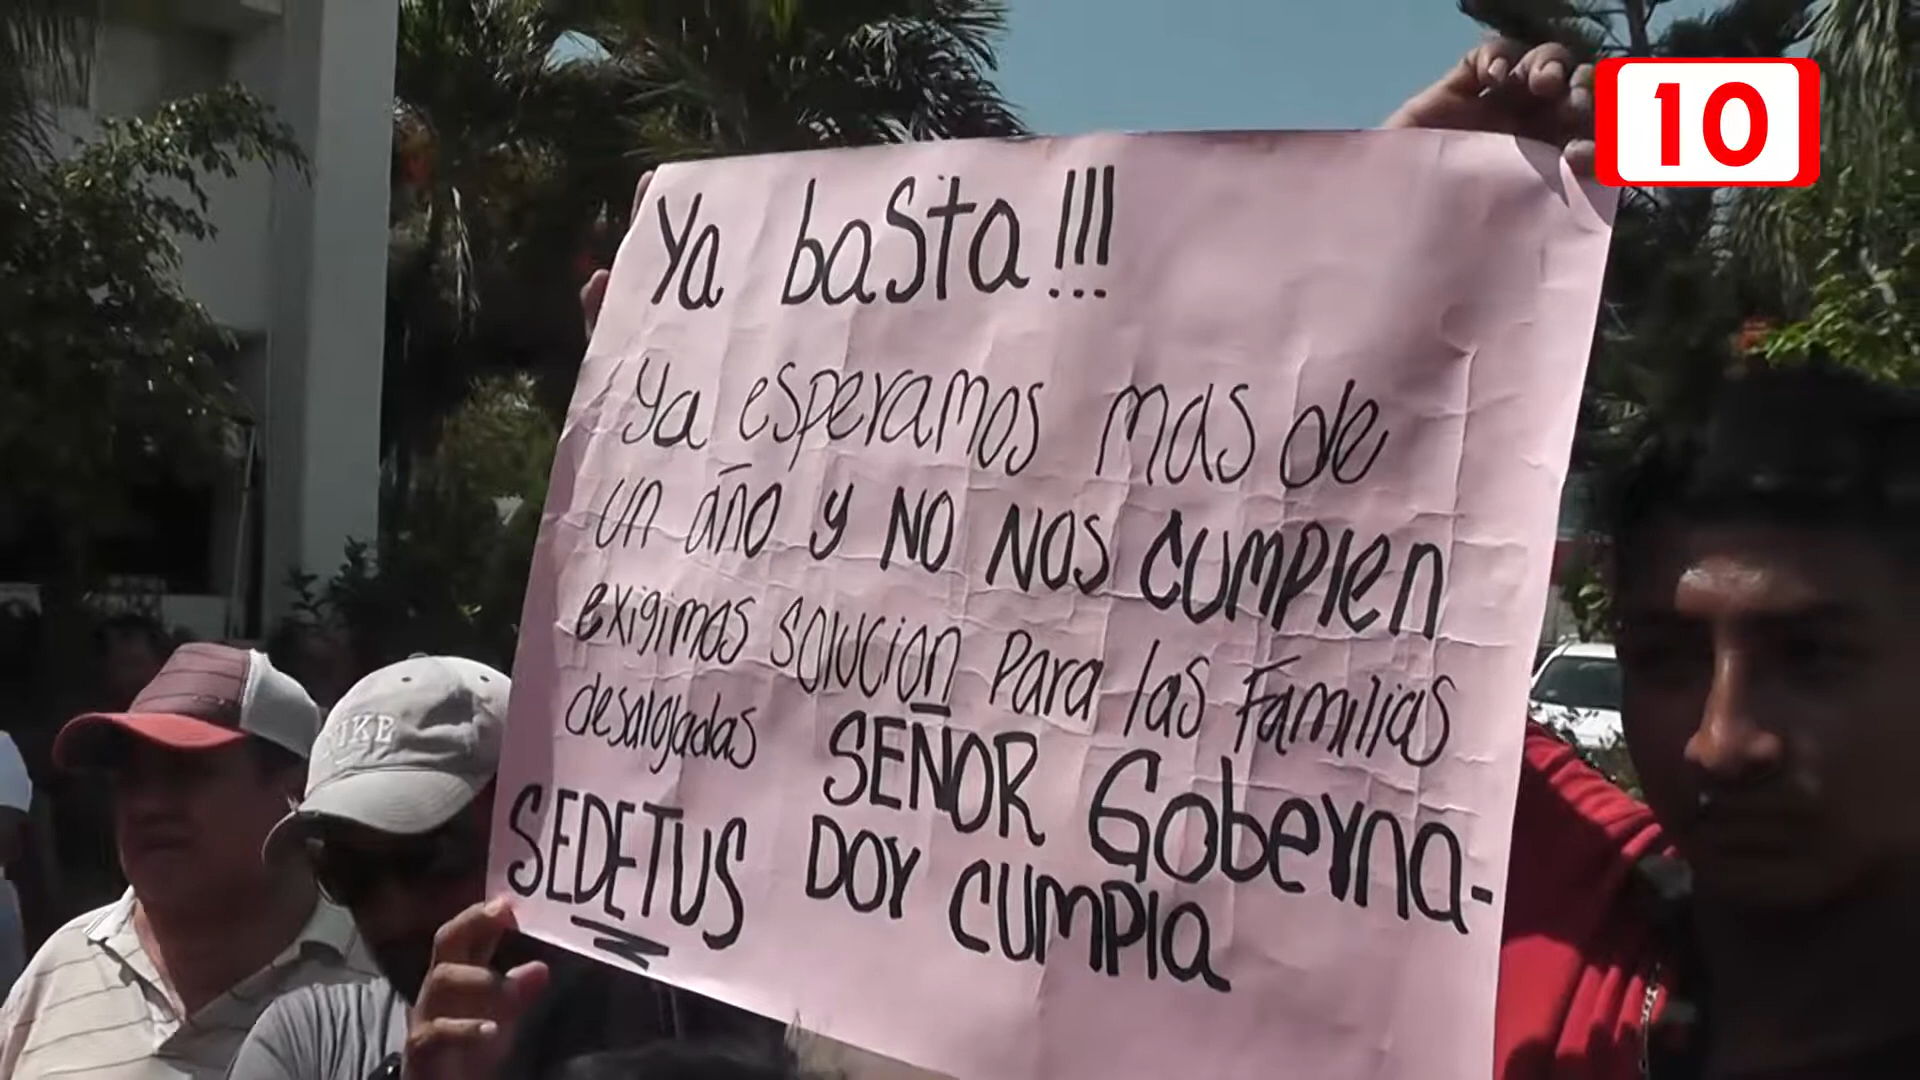 10
Ya basta!!!
Ya esperamos mas de
un año y NO NOS CUMPlen
exigimos solucion Para las Familias
desalojadas SEÑOR Goberna-
SEDETUS DOY CUMPla
NIKE